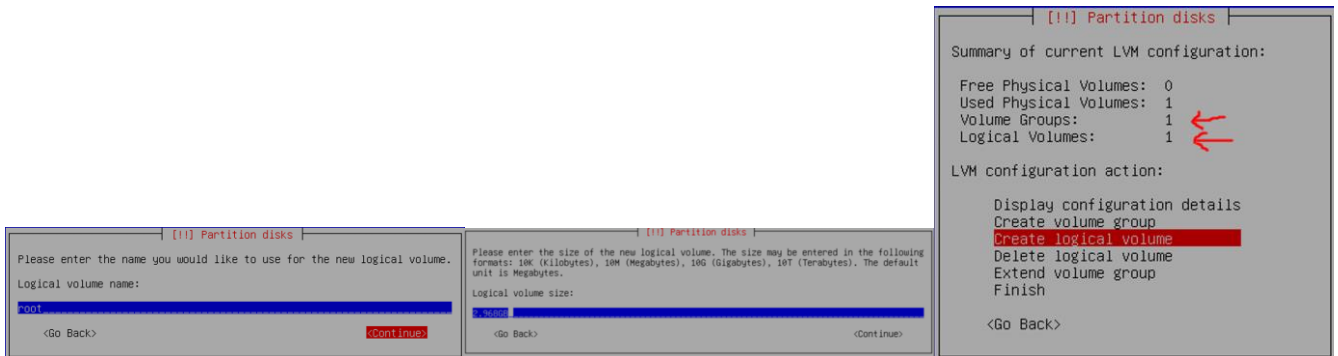 [!!] Partition disks
Please enter the name you would like to use for the new logical volume.
Logical volume name:
root
<Go Back>
<Continue>
[!!] Partition disks
Please enter the size of the new logical volume. The size may be entered in the following
formats: 10K (Kilobytes), 10M (Megabytes), 10G (Gigabytes), 10T (Terabytes). The default
unit is Megabytes.
Logical volume size:
2.968GB
<Go Back>
<Continue>
[!!] Partition disks
Summary of current LVM configuration:
Free Physical Volumes: 0
Used Physical Volumes: 1
Volume Groups: 1
Logical Volumes: 1
LVM configuration action:
Display configuration details
Create volume group
Create logical volume
Delete logical volume
Extend volume group
Finish
<Go Back>